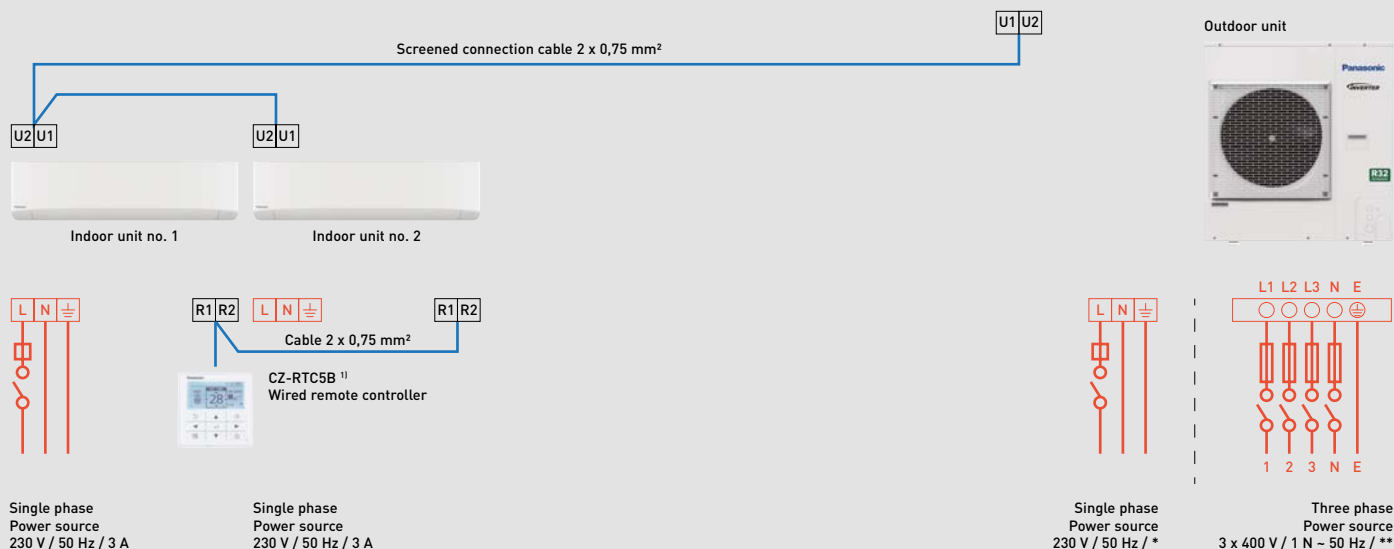 U1 U2
Outdoor unit
Screened connection cable 2 x 0,75 mm²
Panasonic
INVERTER
R32
U2 U1
U2 U1
Indoor unit no. 1
Indoor unit no. 2
L N
R1 R2
L N
R1 R2
L N
L1 L2 L3 N E
Cable 2 x 0,75 mm²
CZ-RTC5B 1)
Wired remote controller
28
1 2 3 N E
Single phase
Power source
230 V / 50 Hz / 3 A
Single phase
Power source
230 V / 50 Hz / 3 A
Single phase
Power source
230 V / 50 Hz / *
Three phase
Power source
3 x 400 V / 1 N ~ 50 Hz / **